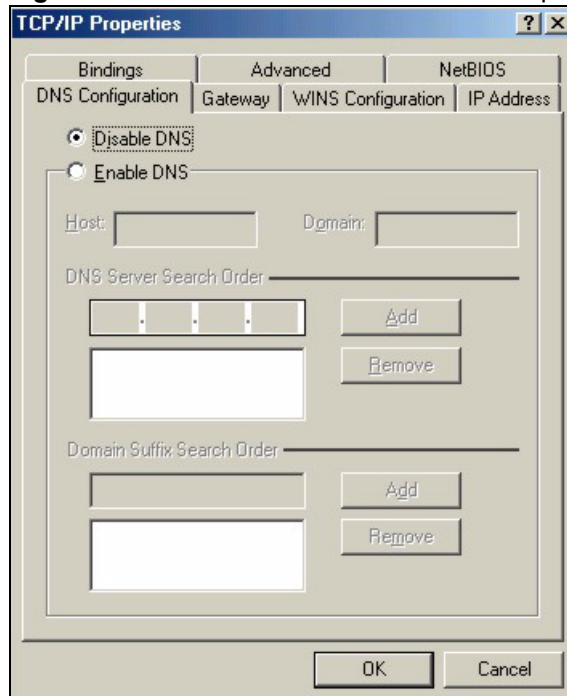 TCP/IP Properties ? ×
Bindings Advanced NetBIOS
DNS Configuration Gateway WINS Configuration IP Address
Disable DNS
Enable DNS
Host: Domain:
DNS Server Search Order
. . .
Add
Remove
Domain Suffix Search Order
Add
Remove
OK Cancel